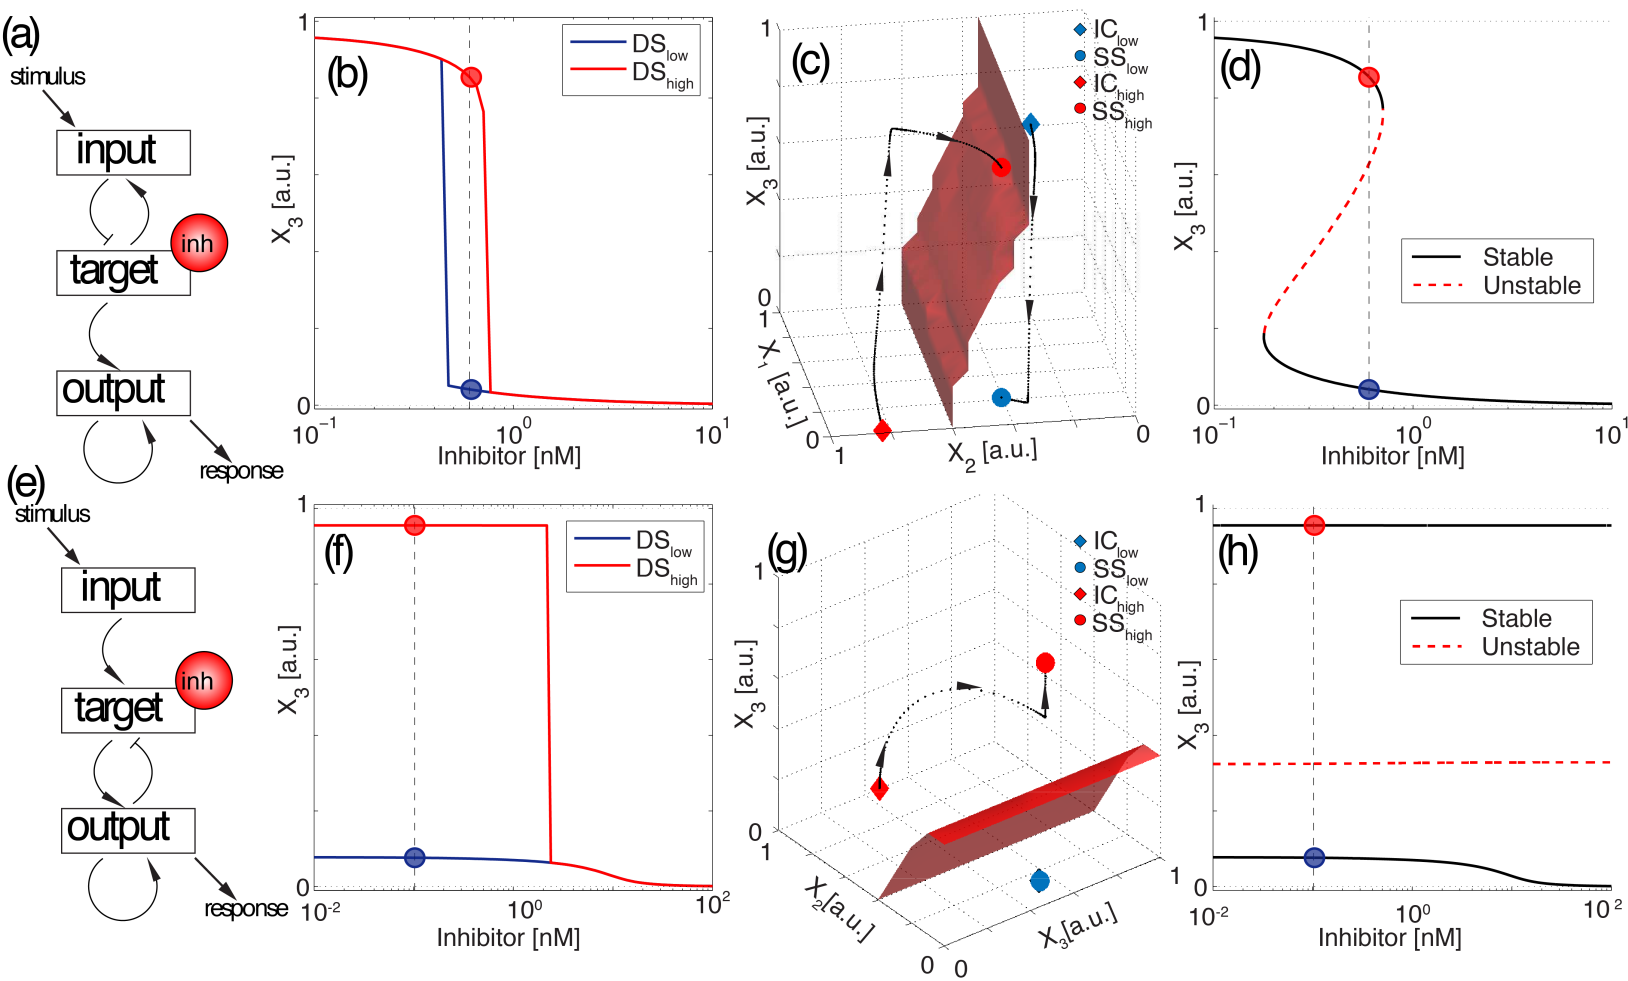 (a)
stimulus
input
target
inh
output
response
(b)
1
X3 [a.u.]
0
10-1
100
101
Inhibitor [nM]
DSlow
DShigh
(c)
1
X3 [a.u.]
0
1
X1 [a.u.]
0
1
X2 [a.u.]
0
IClow
SSlow
IChigh
SShigh
(d)
1
X3 [a.u.]
0
10-1
100
101
Inhibitor [nM]
Stable
Unstable
(e)
stimulus
input
target
inh
output
response
(f)
1
X3 [a.u.]
0
10-2
100
102
Inhibitor [nM]
DSlow
DShigh
(g)
1
X3 [a.u.]
0
1
X2[a.u.]
0
0
X3[a.u.]
1
IClow
SSlow
IChigh
SShigh
(h)
1
X3 [a.u.]
0
10-2
100
102
Inhibitor [nM]
Stable
Unstable